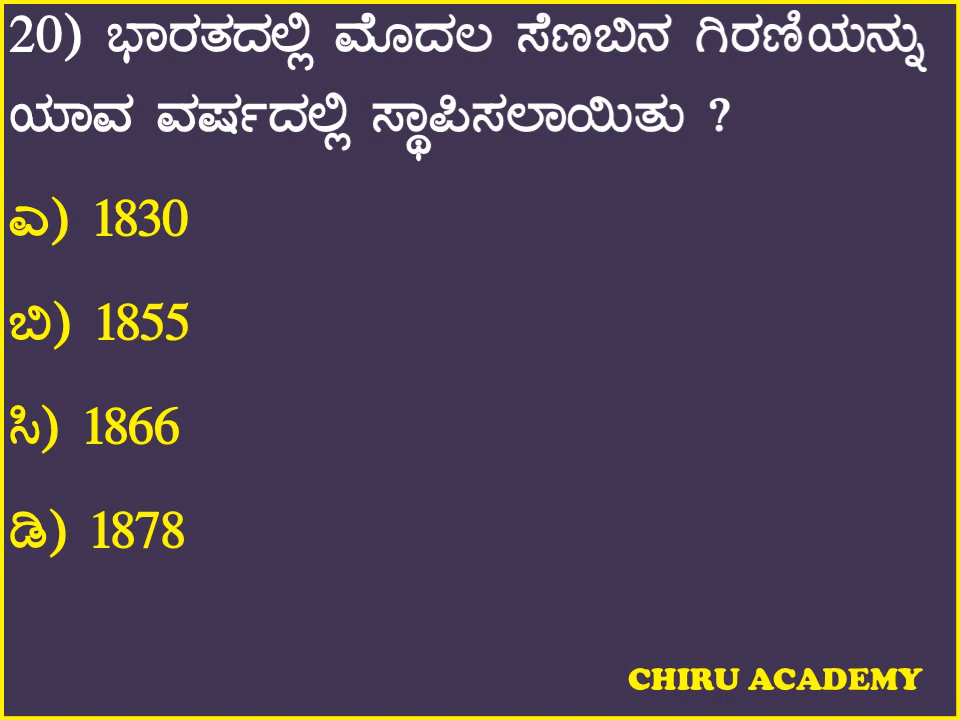 20) ಭಾರತದಲ್ಲಿ ಮೊದಲ ಸೆಣಬಿನ ಗಿರಣಿಯನ್ನು
ಯಾವ ವರ್ಷದಲ್ಲಿ ಸ್ಥಾಪಿಸಲಾಯಿತು ?
ಎ) 1830
ಬಿ) 1855
ಸಿ) 1866
ಡಿ) 1878
CHIRU ACADEMY